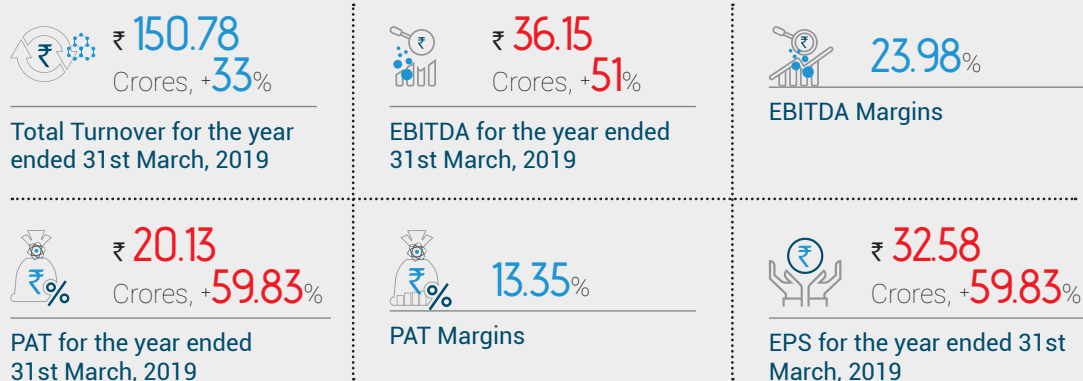 ₹ 150.78
Crores, +33%
Total Turnover for the year
ended 31st March, 2019
₹ 36.15
Crores, +51%
EBITDA for the year ended
31st March, 2019
23.98%
EBITDA Margins
₹ 20.13
Crores, +59.83%
PAT for the year ended
31st March, 2019
13.35%
PAT Margins
₹ 32.58
Crores, +59.83%
EPS for the year ended 31st
March, 2019